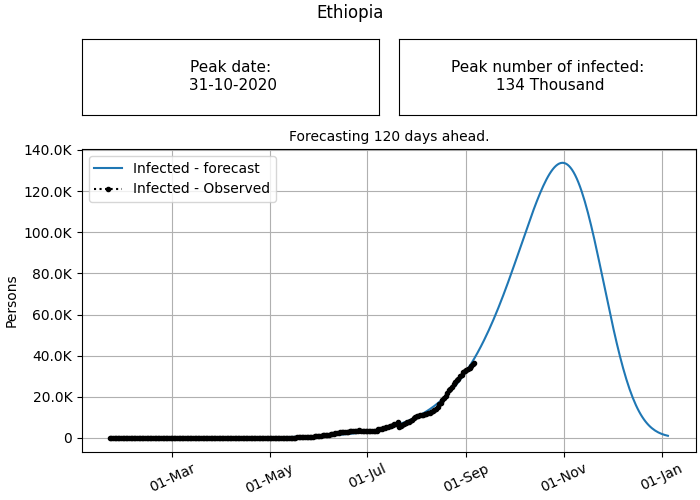 Ethiopia
Peak date:
31-10-2020
Peak number of infected:
134 Thousand
Forecasting 120 days ahead.
140.0K
120.0K
100.0K
80.0K
60.0K
40.0K
20.0K
0
Persons
Infected - forecast
Infected - Observed
01-Mar
01-May
01-Jul
01-Sep
01-Nov
01-Jan